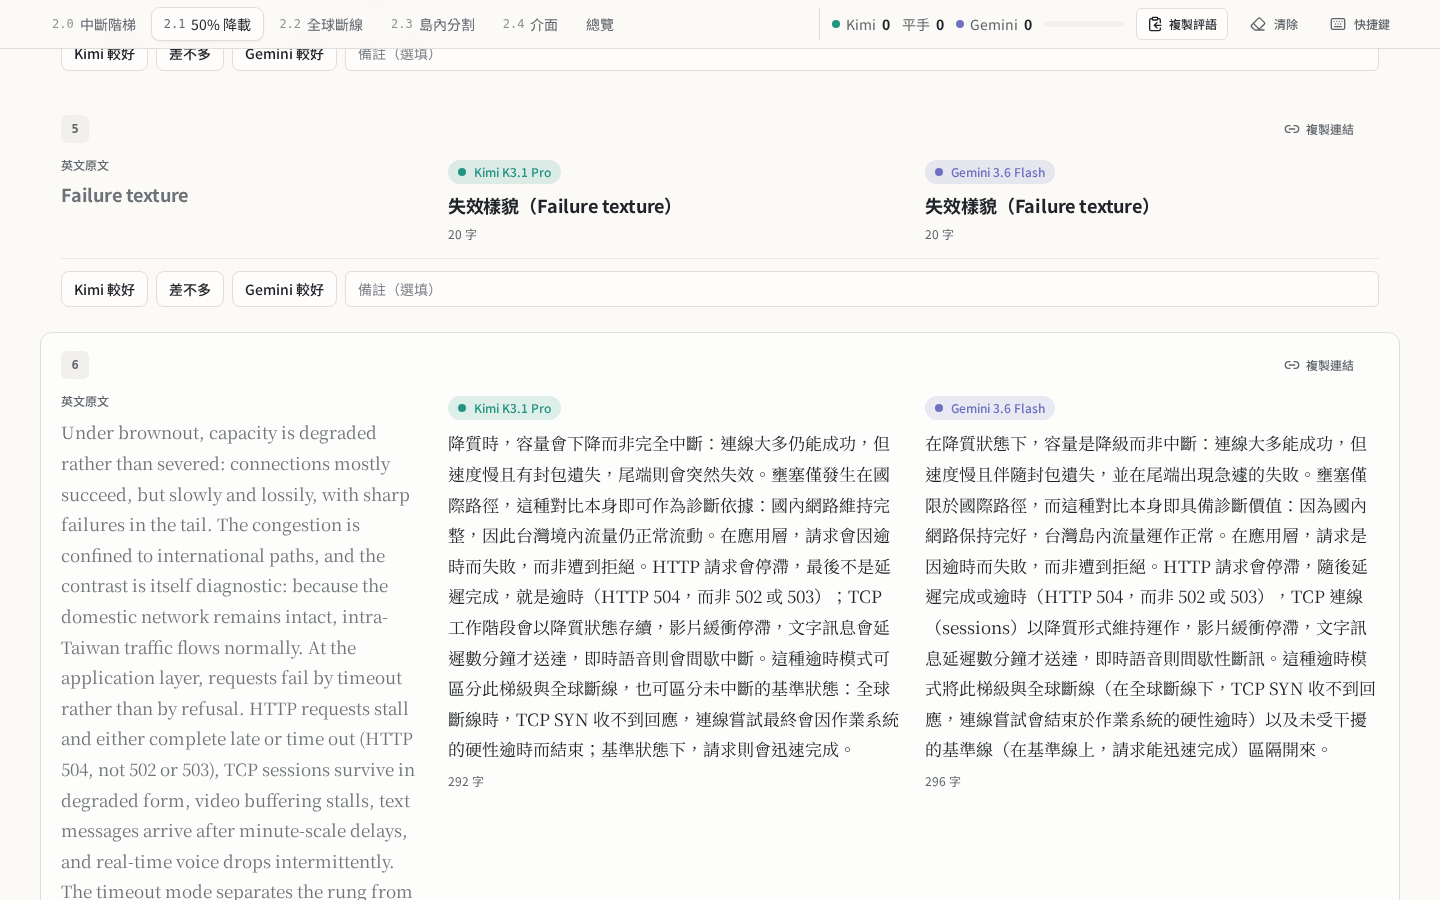 2.0 中斷階梯
2.1 50% 降載
2.2 全球斷線
2.3 島內分割
2.4 介面
總覽
Kimi 0 平手 0 Gemini 0
複製評語
清除
快捷鍵
Kimi 較好
差不多
Gemini 較好
備註（選填）
5
複製連結
英文原文
Failure texture
Kimi K3.1 Pro
失效樣貌（Failure texture）
20 字
Gemini 3.6 Flash
失效樣貌（Failure texture）
20 字
Kimi 較好
差不多
Gemini 較好
備註（選填）
6
複製連結
英文原文
Under brownout, capacity is degraded
rather than severed: connections mostly
succeed, but slowly and lossily, with sharp
failures in the tail. The congestion is
confined to international paths, and the
contrast is itself diagnostic: because the
domestic network remains intact, intra-
Taiwan traffic flows normally. At the
application layer, requests fail by timeout
rather than by refusal. HTTP requests stall
and either complete late or time out (HTTP
504, not 502 or 503), TCP sessions survive in
degraded form, video buffering stalls, text
messages arrive after minute-scale delays,
and real-time voice drops intermittently.
The timeout mode separates the rung from
Kimi K3.1 Pro
降質時，容量會下降而非完全中斷：連線大多仍能成功，但
速度慢且有封包遺失，尾端則會突然失效。壅塞僅發生在國
際路徑，這種對比本身即可作為診斷依據：國內網路維持完
整，因此台灣境內流量仍正常流動。在應用層，請求會因逾
時而失敗，而非遭到拒絕。HTTP 請求會停滯，最後不是延
遲完成，就是逾時（HTTP 504，而非 502 或 503）；TCP
工作階段會以降質狀態存續，影片緩衝停滯，文字訊息會延
遲數分鐘才送達，即時語音則會間歇中斷。這種逾時模式可
區分此梯級與全球斷線，也可區分未中斷的基準狀態：全球
斷線時，TCP SYN 收不到回應，連線嘗試最終會因作業系統
的硬性逾時而結束；基準狀態下，請求則會迅速完成。
292 字
Gemini 3.6 Flash
在降質狀態下，容量是降級而非中斷：連線大多能成功，但
速度慢且伴隨封包遺失，並在尾端出現急遽的失敗。壅塞僅
限於國際路徑，而這種對比本身即具備診斷價值：因為國內
網路保持完好，台灣島內流量運作正常。在應用層，請求是
因逾時而失敗，而非遭到拒絕。HTTP 請求會停滯，隨後延
遲完成或逾時（HTTP 504，而非 502 或 503），TCP 連線
（sessions）以降質形式維持運作，影片緩衝停滯，文字訊
息延遲數分鐘才送達，即時語音則間歇性斷訊。這種逾時模
式將此梯級與全球斷線（在全球斷線下，TCP SYN 收不到回
應，連線嘗試會結束於作業系統的硬性逾時）以及未受干擾
的基準線（在基準線上，請求能迅速完成）區隔開來。
296 字